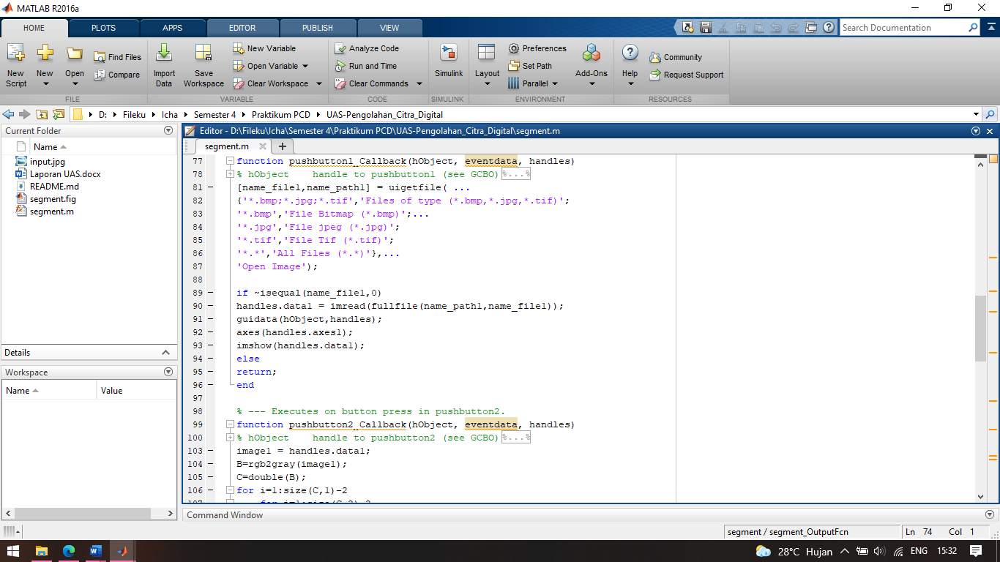 MATLAB R2016a
HOME PLOTS APPS EDITOR PUBLISH VIEW
Search Documentation
New Script
New
Open
Find Files
Compare
Import Data
Save Workspace
New Variable
Open Variable
Clear Workspace
Analyze Code
Run and Time
Clear Commands
Simulink
Layout
Preferences
Set Path
Parallel
Add-Ons
Help
Community
Request Support
FILE VARIABLE CODE SIMULINK ENVIRONMENT RESOURCES
D: Fileku Icha Semester 4 Praktikum PCD UAS-Pengolahan_Citra_Digital
Current Folder
Name
input.jpg
Laporan UAS.docx
README.md
segment.fig
segment.m
Details
Workspace
Name Value
Editor - D:\Fileku\Icha\Semester 4\Praktikum PCD\UAS-Pengolahan_Citra_Digital\segment.m
segment.m
77 function pushbutton1_Callback(hObject, eventdata, handles)
78 % hObject    handle to pushbutton1 (see GCBO) %...%
81 [name_file1,name_path1] = uigetfile( ...
82 {'*.bmp;*.jpg;*.tif','Files of type (*.bmp,*.jpg,*.tif)';
83 '*.bmp','File Bitmap (*.bmp)';...
84 '*.jpg','File jpeg (*.jpg)';
85 '*.tif','File Tif (*.tif)';
86 '*.*','All Files (*.*)'},...
87 'Open Image');
88
89 if ~isequal(name_file1,0)
90 handles.data1 = imread(fullfile(name_path1,name_file1));
91 guidata(hObject,handles);
92 axes(handles.axes1);
93 imshow(handles.data1);
94 else
95 return;
96 end
97
98 % --- Executes on button press in pushbutton2.
99 function pushbutton2_Callback(hObject, eventdata, handles)
100 % hObject    handle to pushbutton2 (see GCBO) %...%
103 image1 = handles.data1;
104 B=rgb2gray(image1);
105 C=double(B);
106 for i=1:size(C,1)-2
Command Window
segment / segment_OutputFcn Ln 74 Col 1
28°C Hujan ENG 15:32